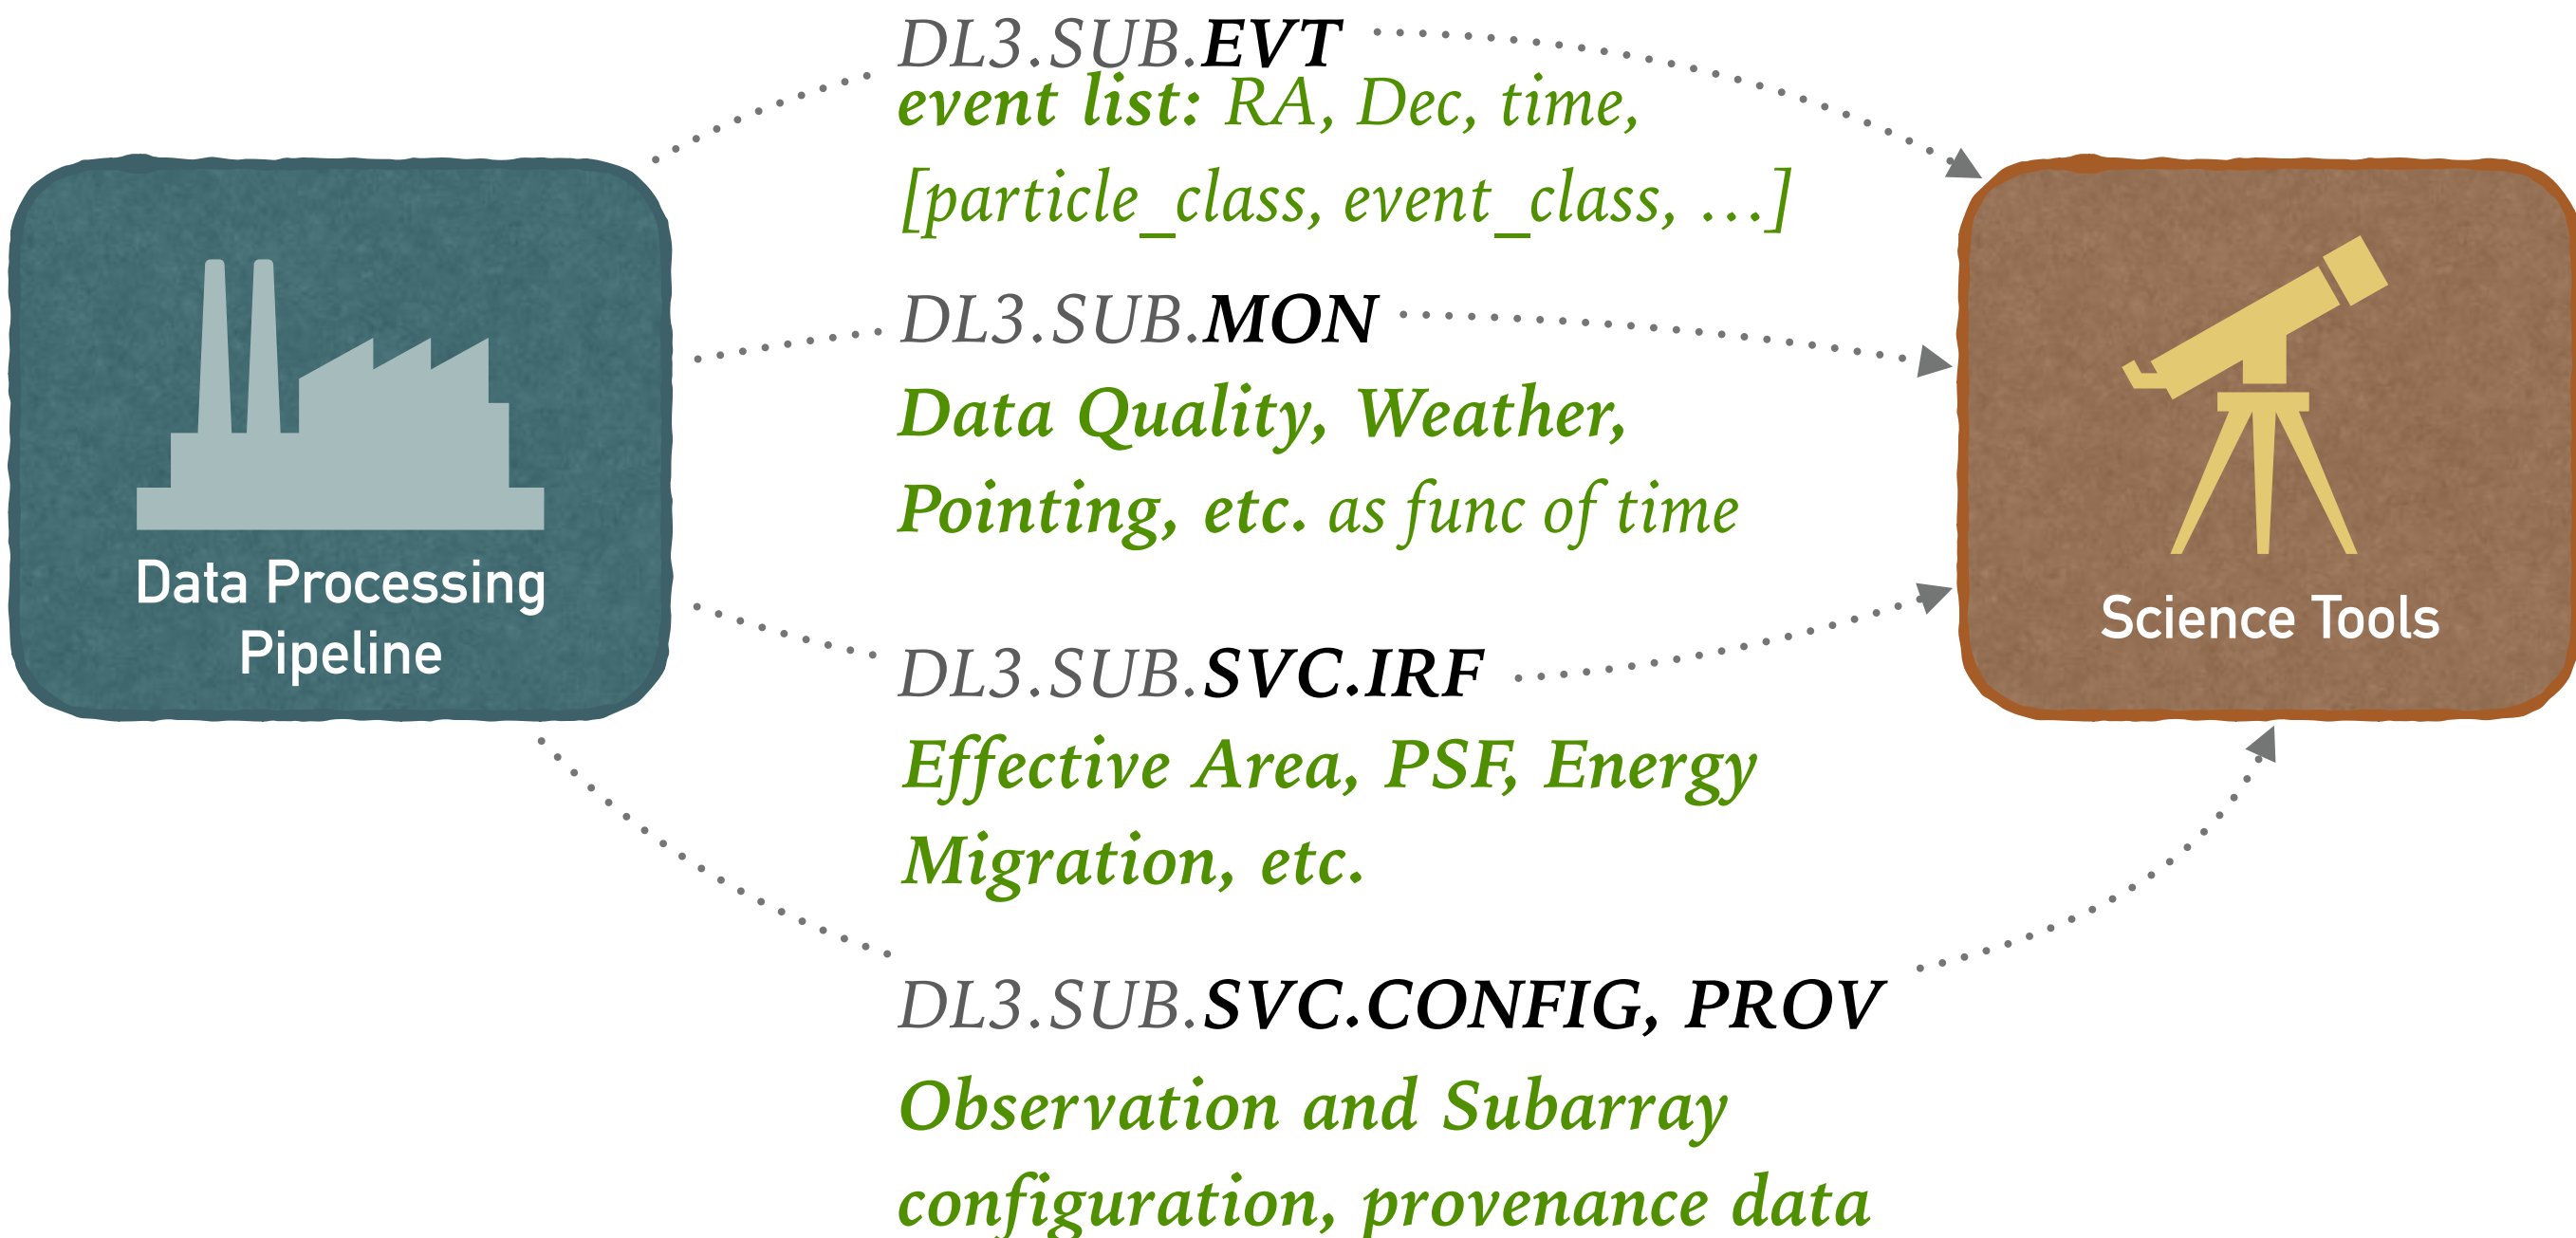 DL3.SUB.EVT
event list: RA, Dec, time,
[particle_class, event_class, …]
DL3.SUB.MON
Data Quality, Weather,
Pointing, etc. as func of time
Data Processing
Pipeline
DL3.SUB.SVC.IRF
Effective Area, PSF, Energy
Migration, etc.
Science Tools
DL3.SUB.SVC.CONFIG, PROV
Observation and Subarray
configuration, provenance data